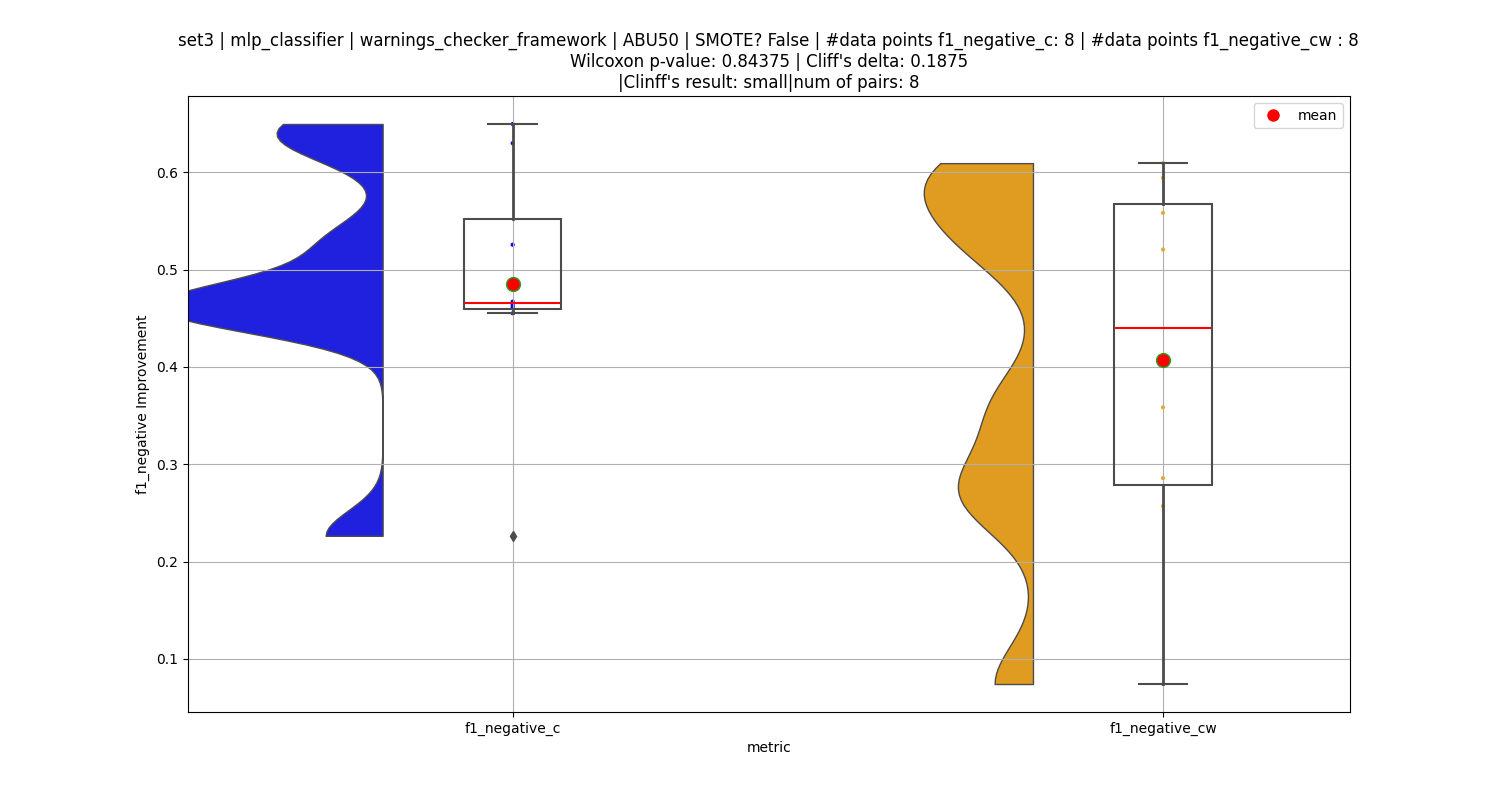 set3 | mlp_classifier | warnings_checker_framework | ABU50 | SMOTE? False | #data points f1_negative_c: 8 | #data points f1_negative_cw : 8
Wilcoxon p-value: 0.84375 | Cliff's delta: 0.1875
|Clinff's result: small|num of pairs: 8
mean
0.6
0.5
0.4
0.3
0.2
0.1
f1_negative Improvement
f1_negative_c
f1_negative_cw
metric